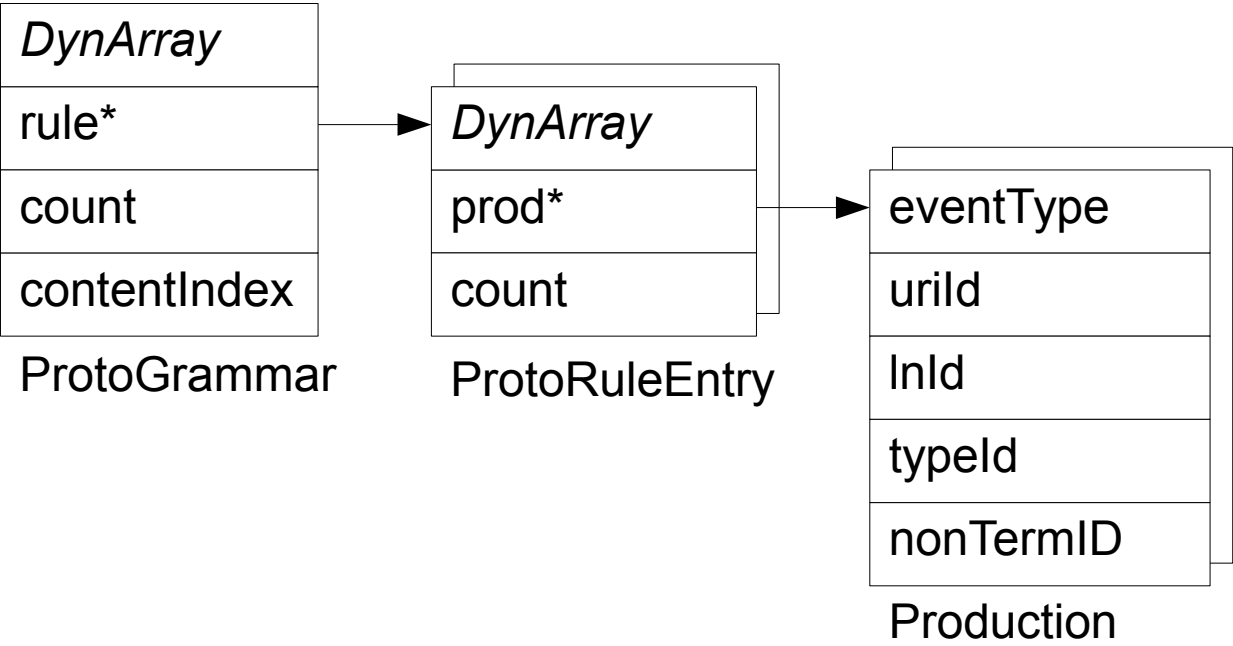 DynArray
rule*
count
contentIndex
ProtoGrammar
DynArray
prod*
count
ProtoRuleEntry
eventType
uriId
lnId
typeId
nonTermID
Production